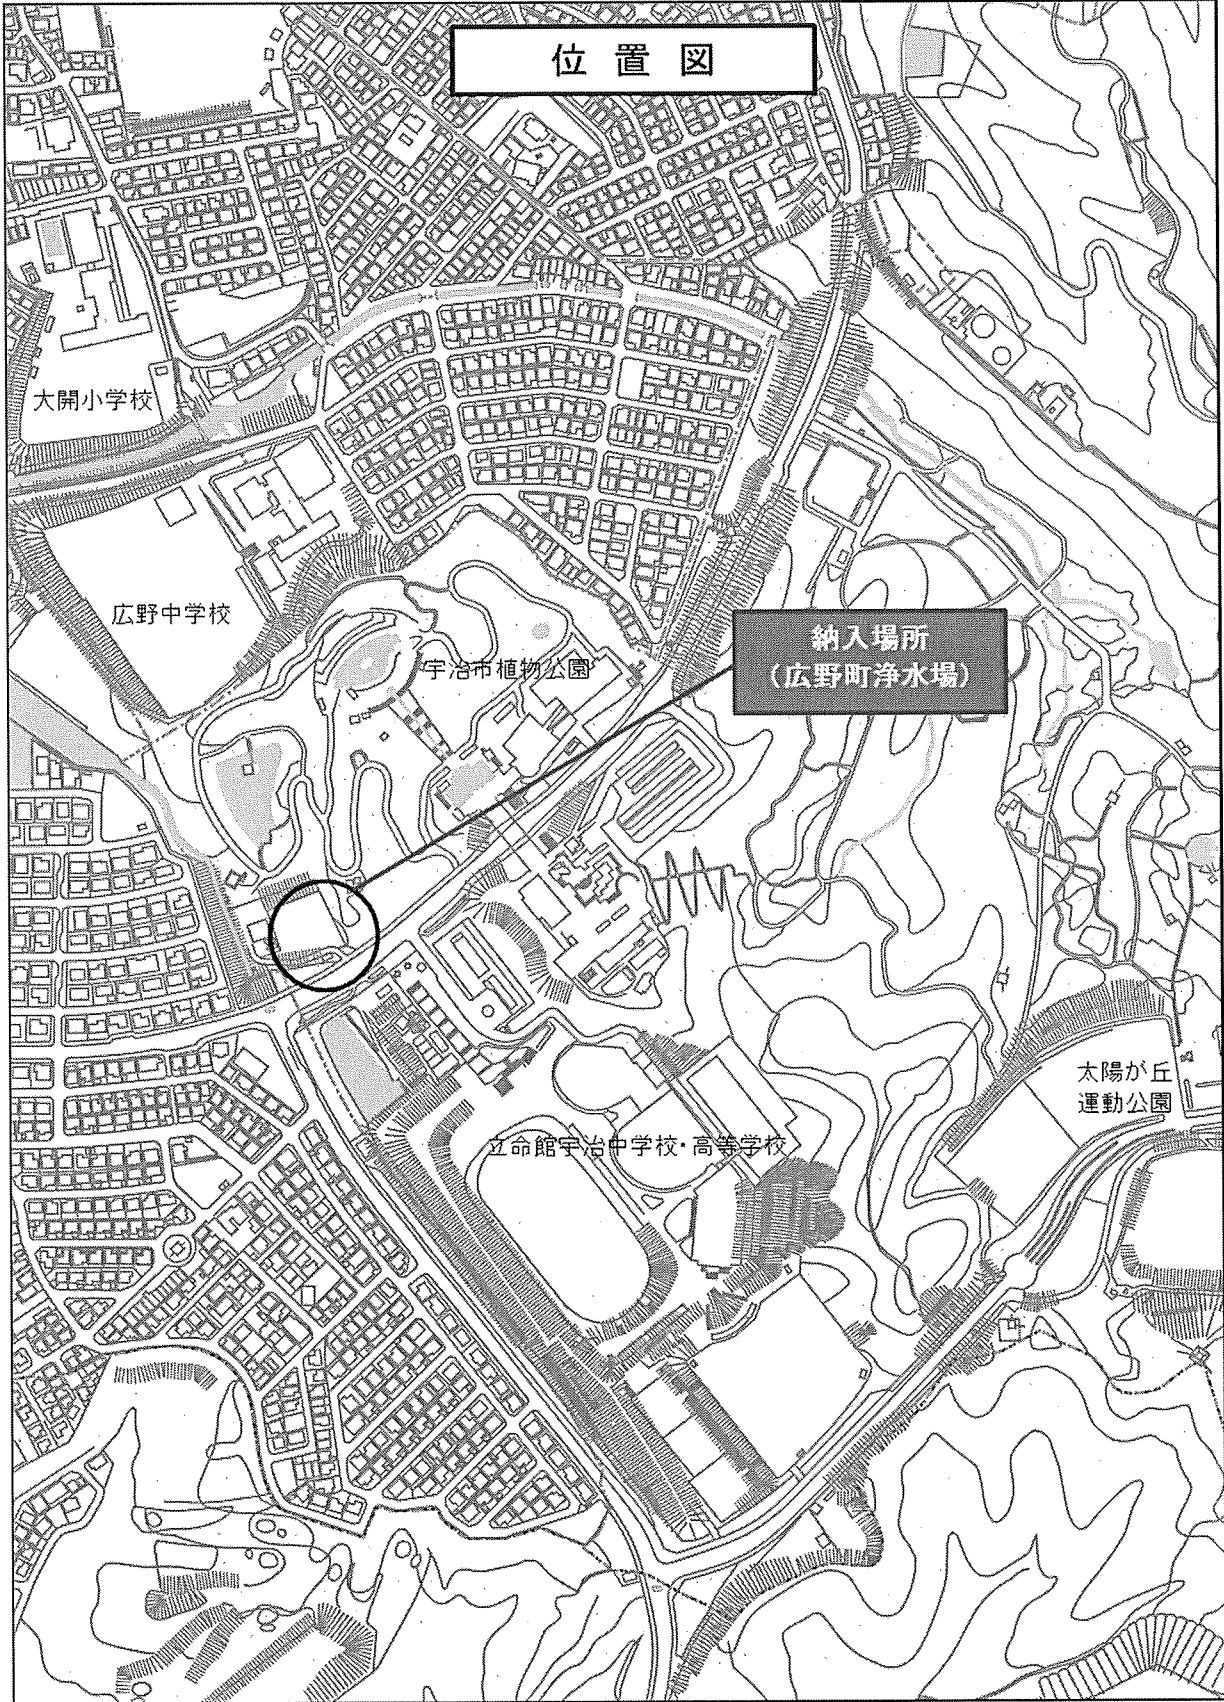 位置図
大開小学校
広野中学校
納入場所
(広野町浄水場)
宇治市植物公園
太陽が丘
運動公園
立命館宇治中学校・高等学校